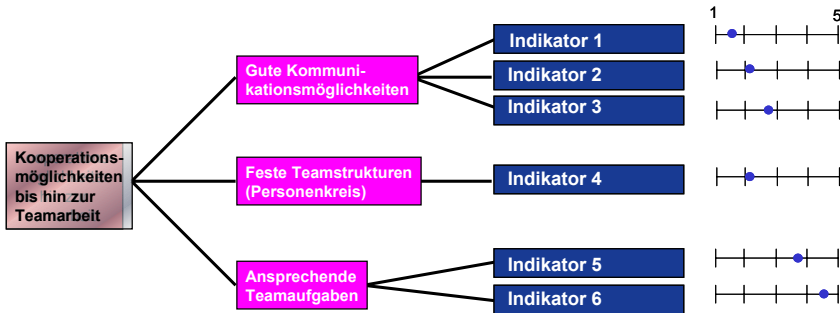 1 5
Indikator 1
Gute Kommuni-
kationsmöglichkeiten
Indikator 2
Indikator 3
Kooperations-
möglichkeiten
bis hin zur
Teamarbeit
Feste Teamstrukturen
(Personenkreis)
Indikator 4
Ansprechende
Teamaufgaben
Indikator 5
Indikator 6